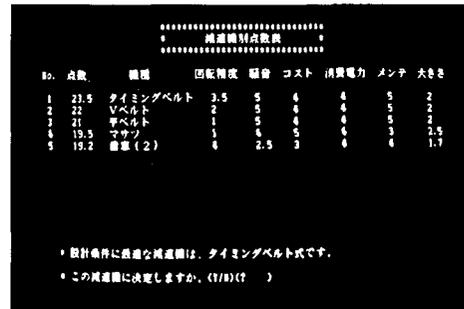 減速機別点数表
No. 点数 機種 回転精度 騒音 コスト 消費電力 メンテ 大きさ
1 23.5 タイミングベルト 3.5 5 4 4 5 2
2 22 Vベルト 2 5 4 4 5 2
3 21 平ベルト 1 5 4 4 5 2
4 19.5 マサツ 1 4 5 4 3 2.5
5 19.2 歯車(2) 4 2.5 3 4 4 1.7
* 設計条件に最適な減速機は、タイミングベルト式です。
* この減速機に決定しますか。(Y/N)(? )